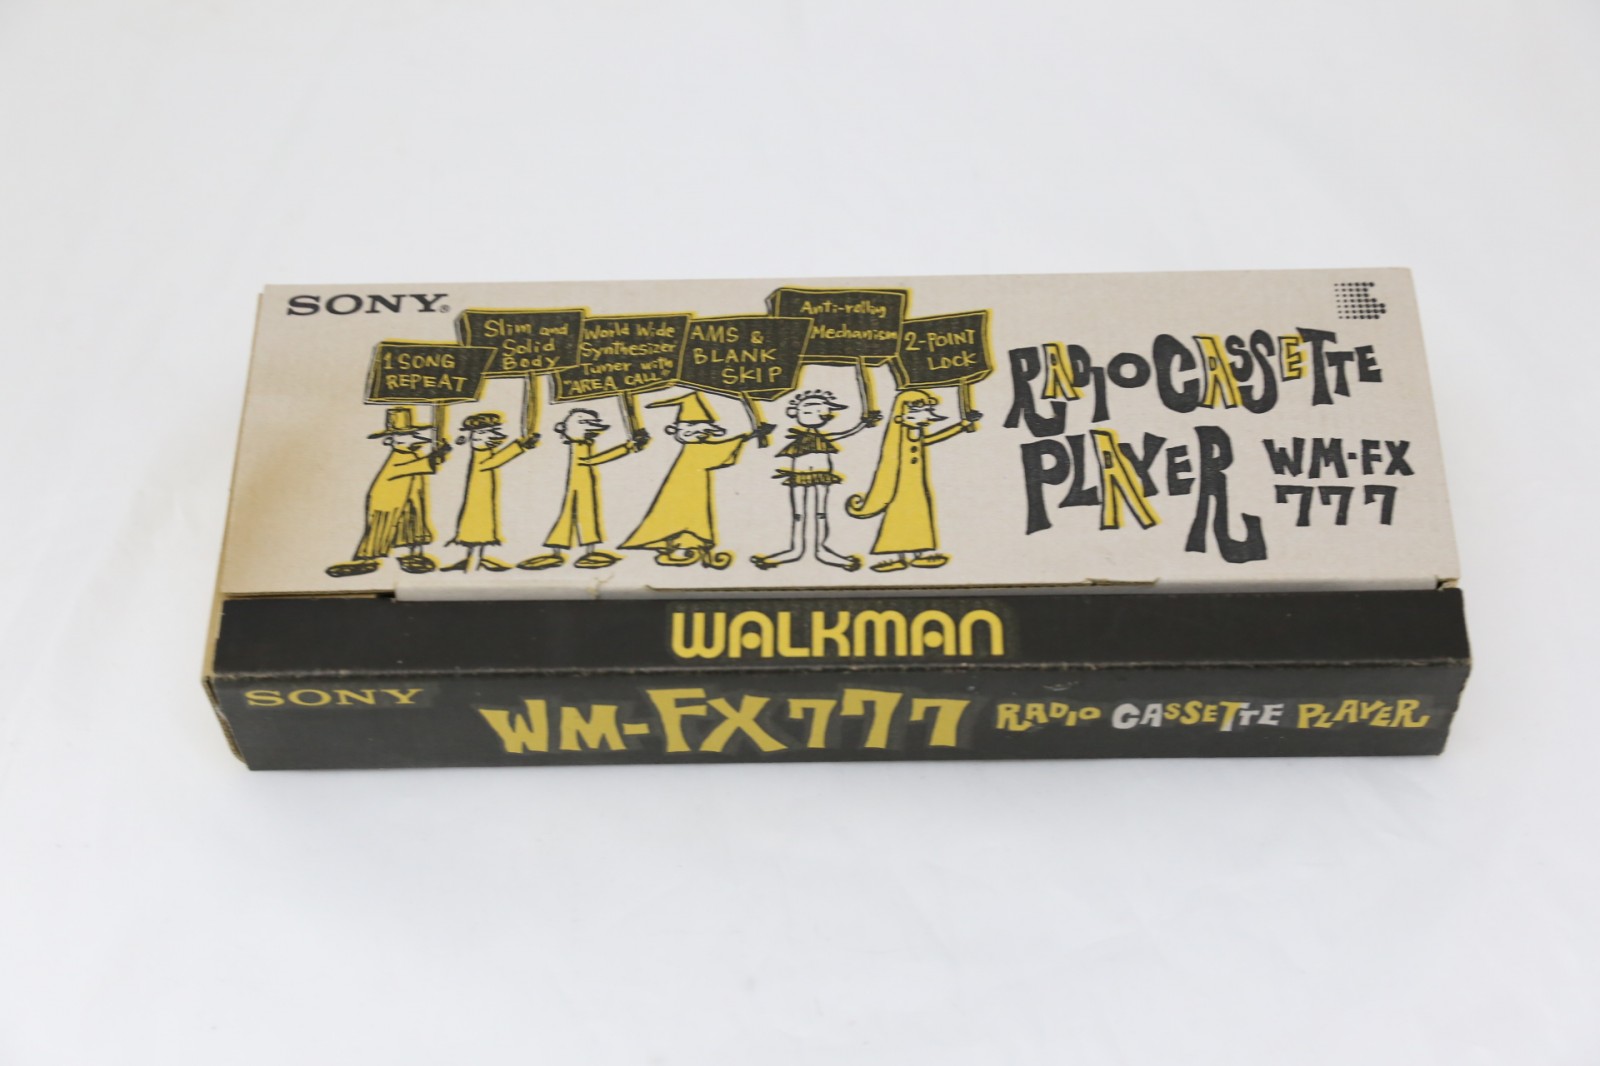 SONY®
1 SONG
REPEAT
Slim and
Solid
Body
World Wide
Synthesizer
Tuner with
"AREA CALL"
AMS &
BLANK
SKIP
Anti-rolling
Mechanism
2-POINT
LOCK
RADIO CASSETTE
PLAYER WM-FX
777
WALKMAN
SONY WM-FX777 RADIO CASSETTE PLAYER